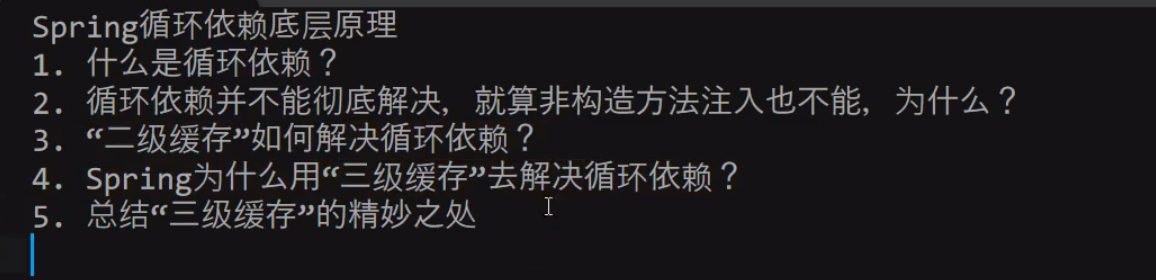 Spring循环依赖底层原理
1. 什么是循环依赖？
2. 循环依赖并不能彻底解决，就算非构造方法注入也不能，为什么？
3. “二级缓存”如何解决循环依赖？
4. Spring为什么用“三级缓存”去解决循环依赖？
5. 总结“三级缓存”的精妙之处